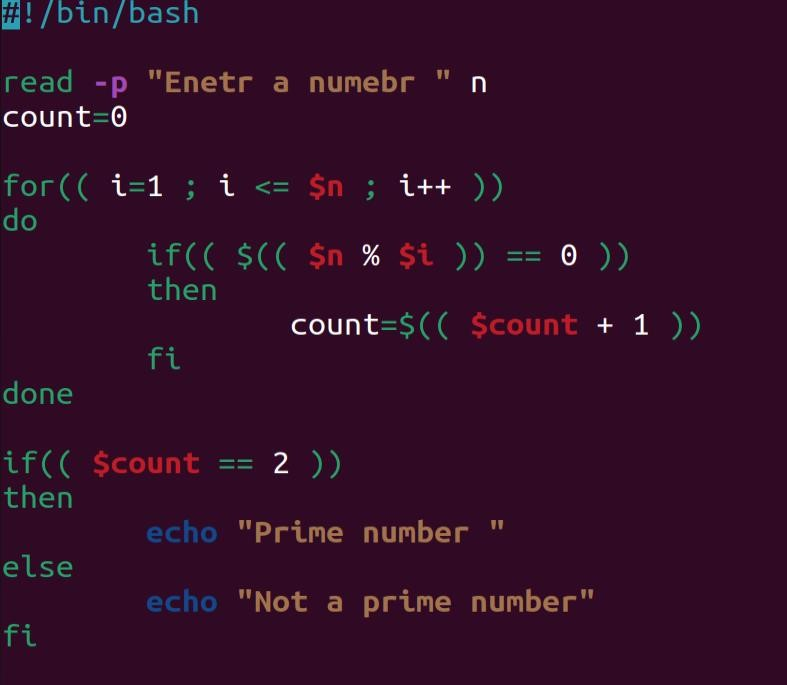 #!/bin/bash
read -p "Enetr a numebr " n
count=0
for(( i=1 ; i <= $n ; i++ ))
do
if(( $(( $n % $i )) == 0 ))
then
count=$(( $count + 1 ))
fi
done
if(( $count == 2 ))
then
echo "Prime number "
else
echo "Not a prime number"
fi